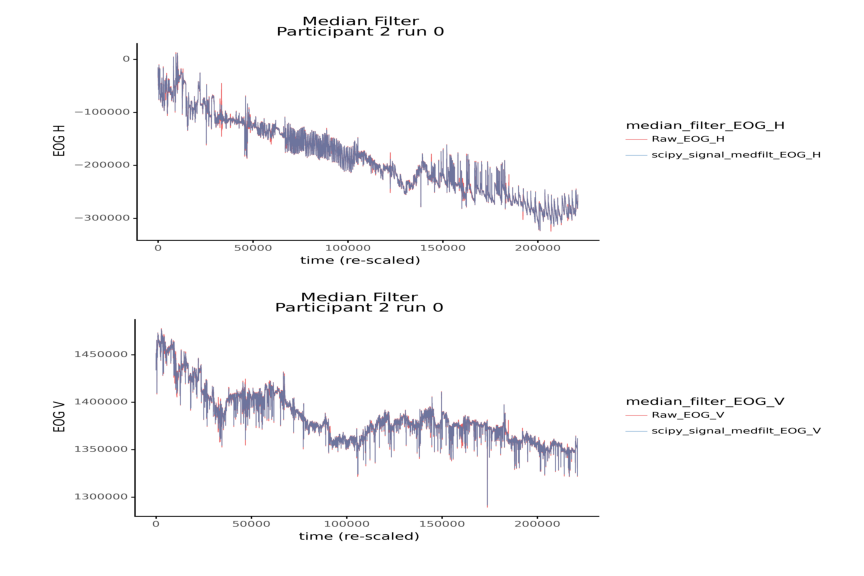 Median Filter
Participant 2 run 0
0
−100000
−200000
−300000
EOG H
0
50000
100000
150000
200000
time (re-scaled)
median_filter_EOG_H
Raw_EOG_H
scipy_signal_medfilt_EOG_H
Median Filter
Participant 2 run 0
1450000
1400000
1350000
1300000
EOG V
0
50000
100000
150000
200000
time (re-scaled)
median_filter_EOG_V
Raw_EOG_V
scipy_signal_medfilt_EOG_V